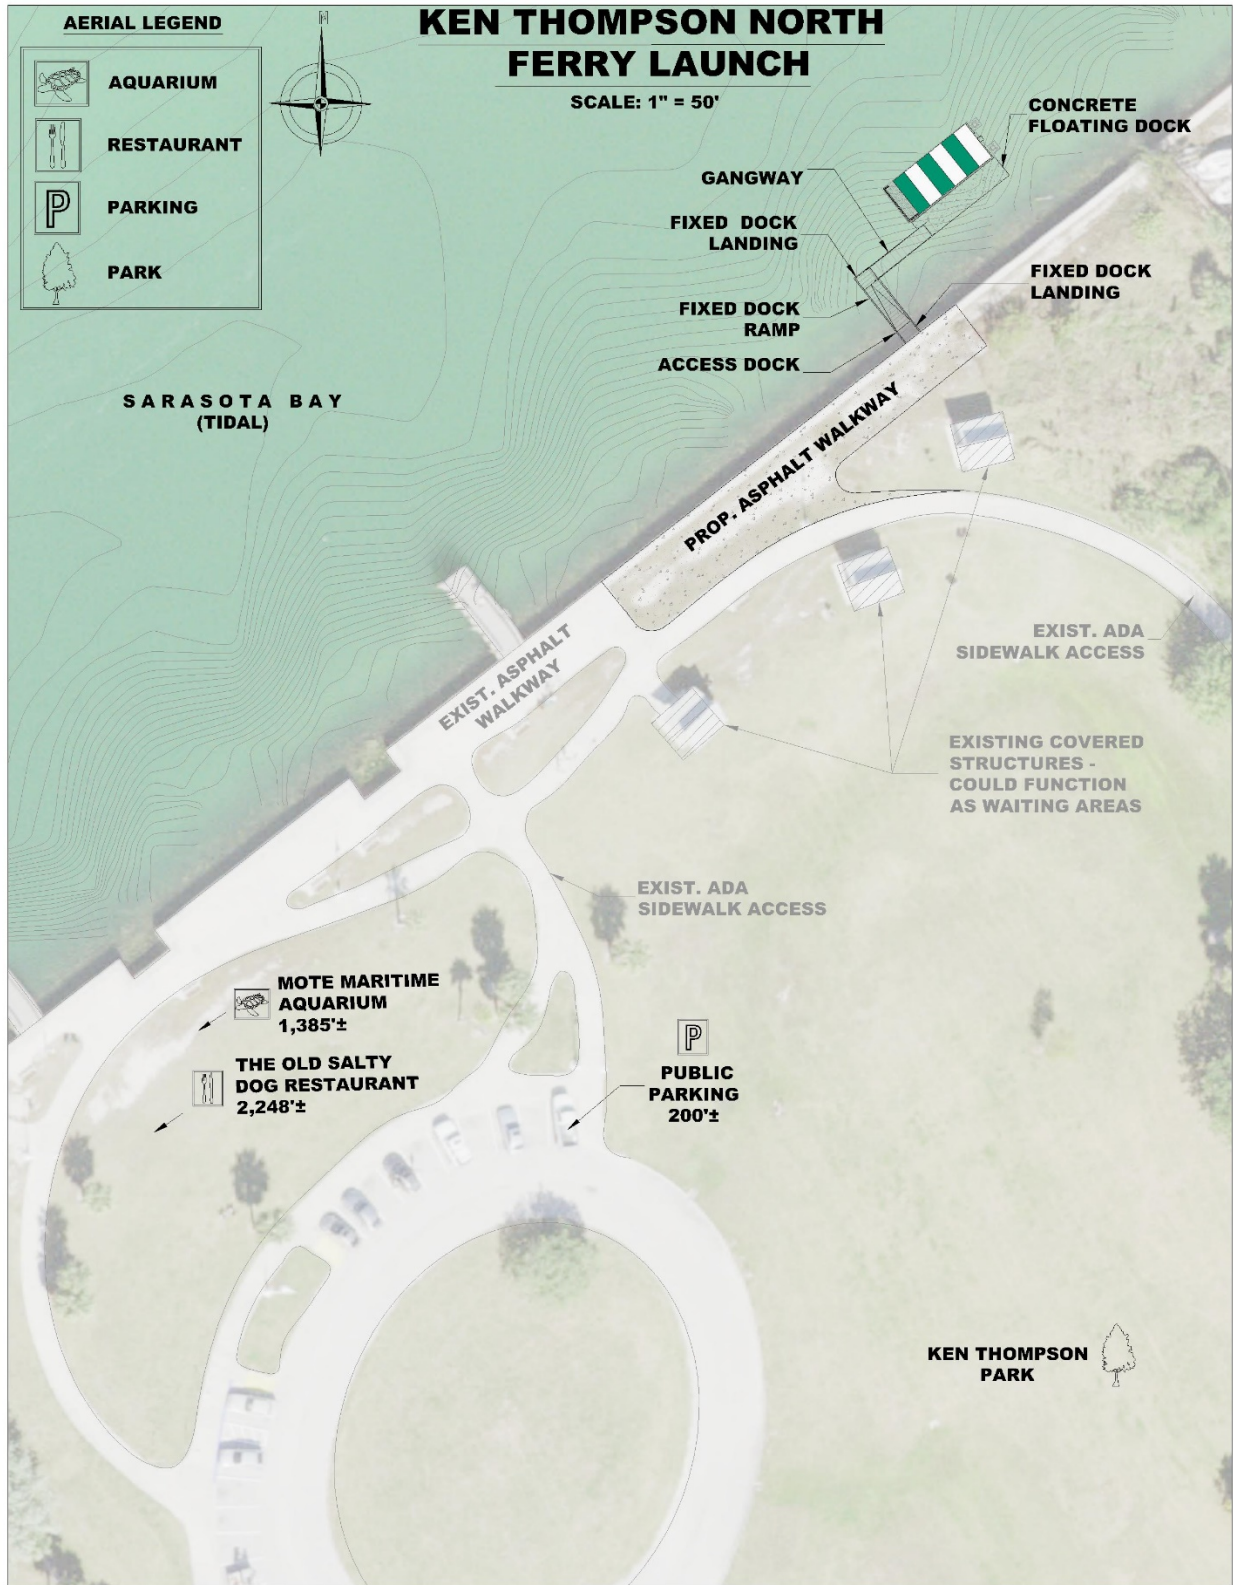 AERIAL LEGEND
AQUARIUM
RESTAURANT
P
PARKING
PARK
N
KEN THOMPSON NORTH
FERRY LAUNCH
SCALE: 1" = 50'
CONCRETE
FLOATING DOCK
GANGWAY
FIXED DOCK
LANDING
FIXED DOCK
LANDING
FIXED DOCK
RAMP
ACCESS DOCK
SARASOTA BAY
(TIDAL)
PROP. ASPHALT WALKWAY
EXIST. ASPHALT
WALKWAY
EXIST. ADA
SIDEWALK ACCESS
EXISTING COVERED
STRUCTURES -
COULD FUNCTION
AS WAITING AREAS
EXIST. ADA
SIDEWALK ACCESS
MOTE MARITIME
AQUARIUM
1,385'±
THE OLD SALTY
DOG RESTAURANT
2,248'±
P
PUBLIC
PARKING
200'±
KEN THOMPSON
PARK